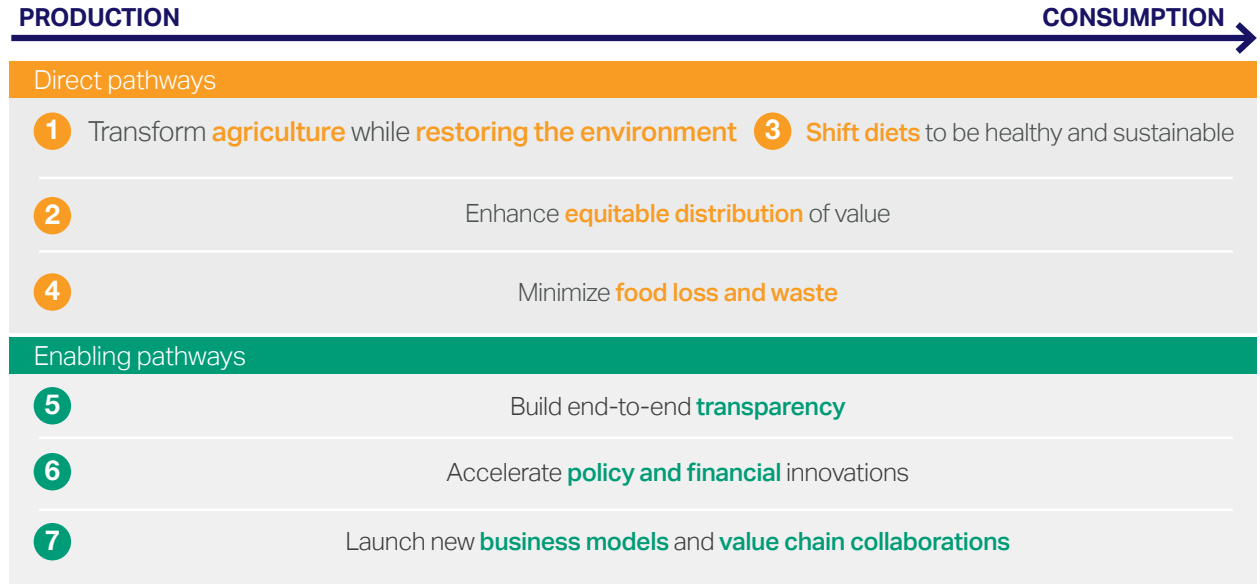 PRODUCTION CONSUMPTION
Direct pathways
1 Transform agriculture while restoring the environment 3 Shift diets to be healthy and sustainable
2 Enhance equitable distribution of value
4 Minimize food loss and waste
Enabling pathways
5 Build end-to-end transparency
6 Accelerate policy and financial innovations
7 Launch new business models and value chain collaborations